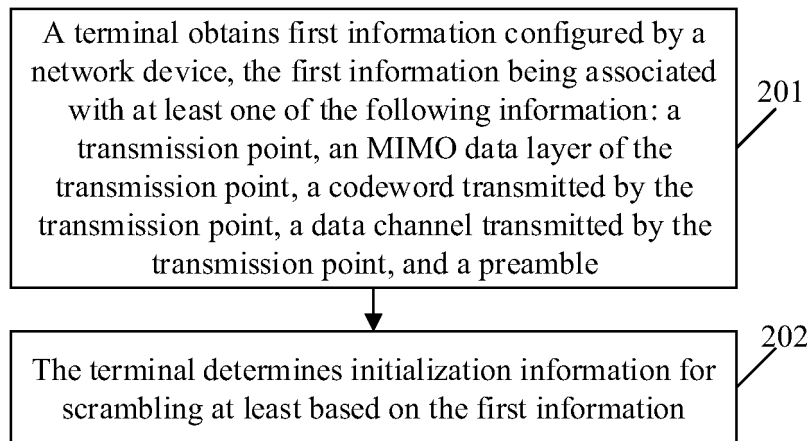 A terminal obtains first information configured by a
network device, the first information being associated
with at least one of the following information: a
transmission point, an MIMO data layer of the
transmission point, a codeword transmitted by the
transmission point, a data channel transmitted by the
transmission point, and a preamble
201
The terminal determines initialization information for
scrambling at least based on the first information
202